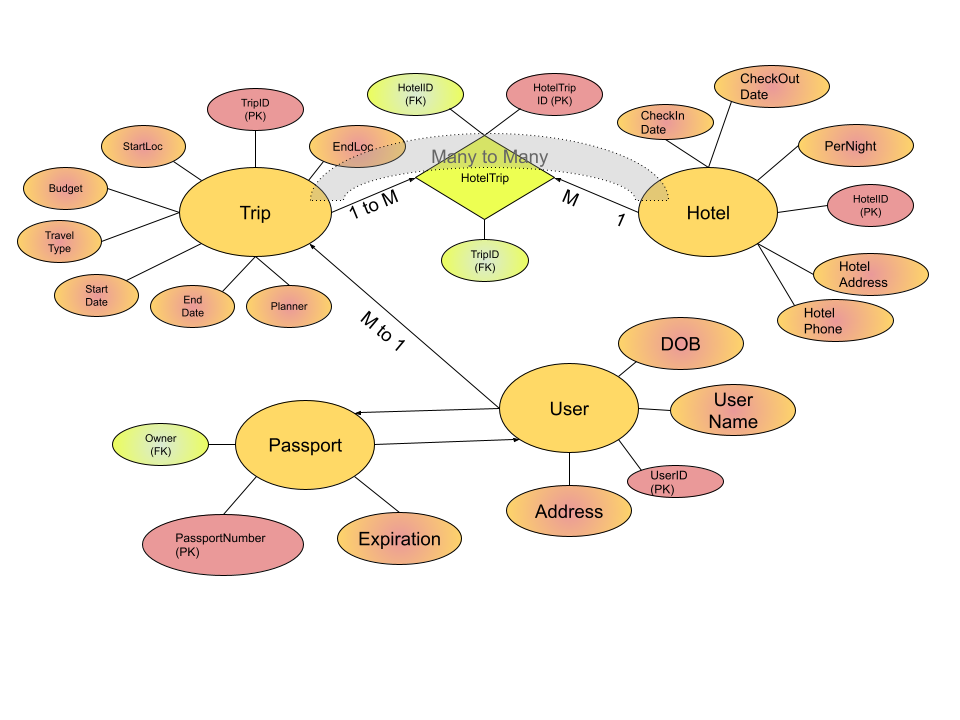 CheckOut
Date
HotelID
(FK)
HotelTrip
ID (PK)
TripID
(PK)
CheckIn
Date
StartLoc
EndLoc
PerNight
Many to Many
HotelTrip
Budget
Trip
1 to M
M
1
Hotel
HotelID
(PK)
Travel
Type
TripID
(FK)
Hotel
Address
Start
Date
End
Date
Planner
Hotel
Phone
M to 1
DOB
User
User
Name
Owner
(FK)
Passport
UserID
(PK)
Address
PassportNumber
(PK)
Expiration